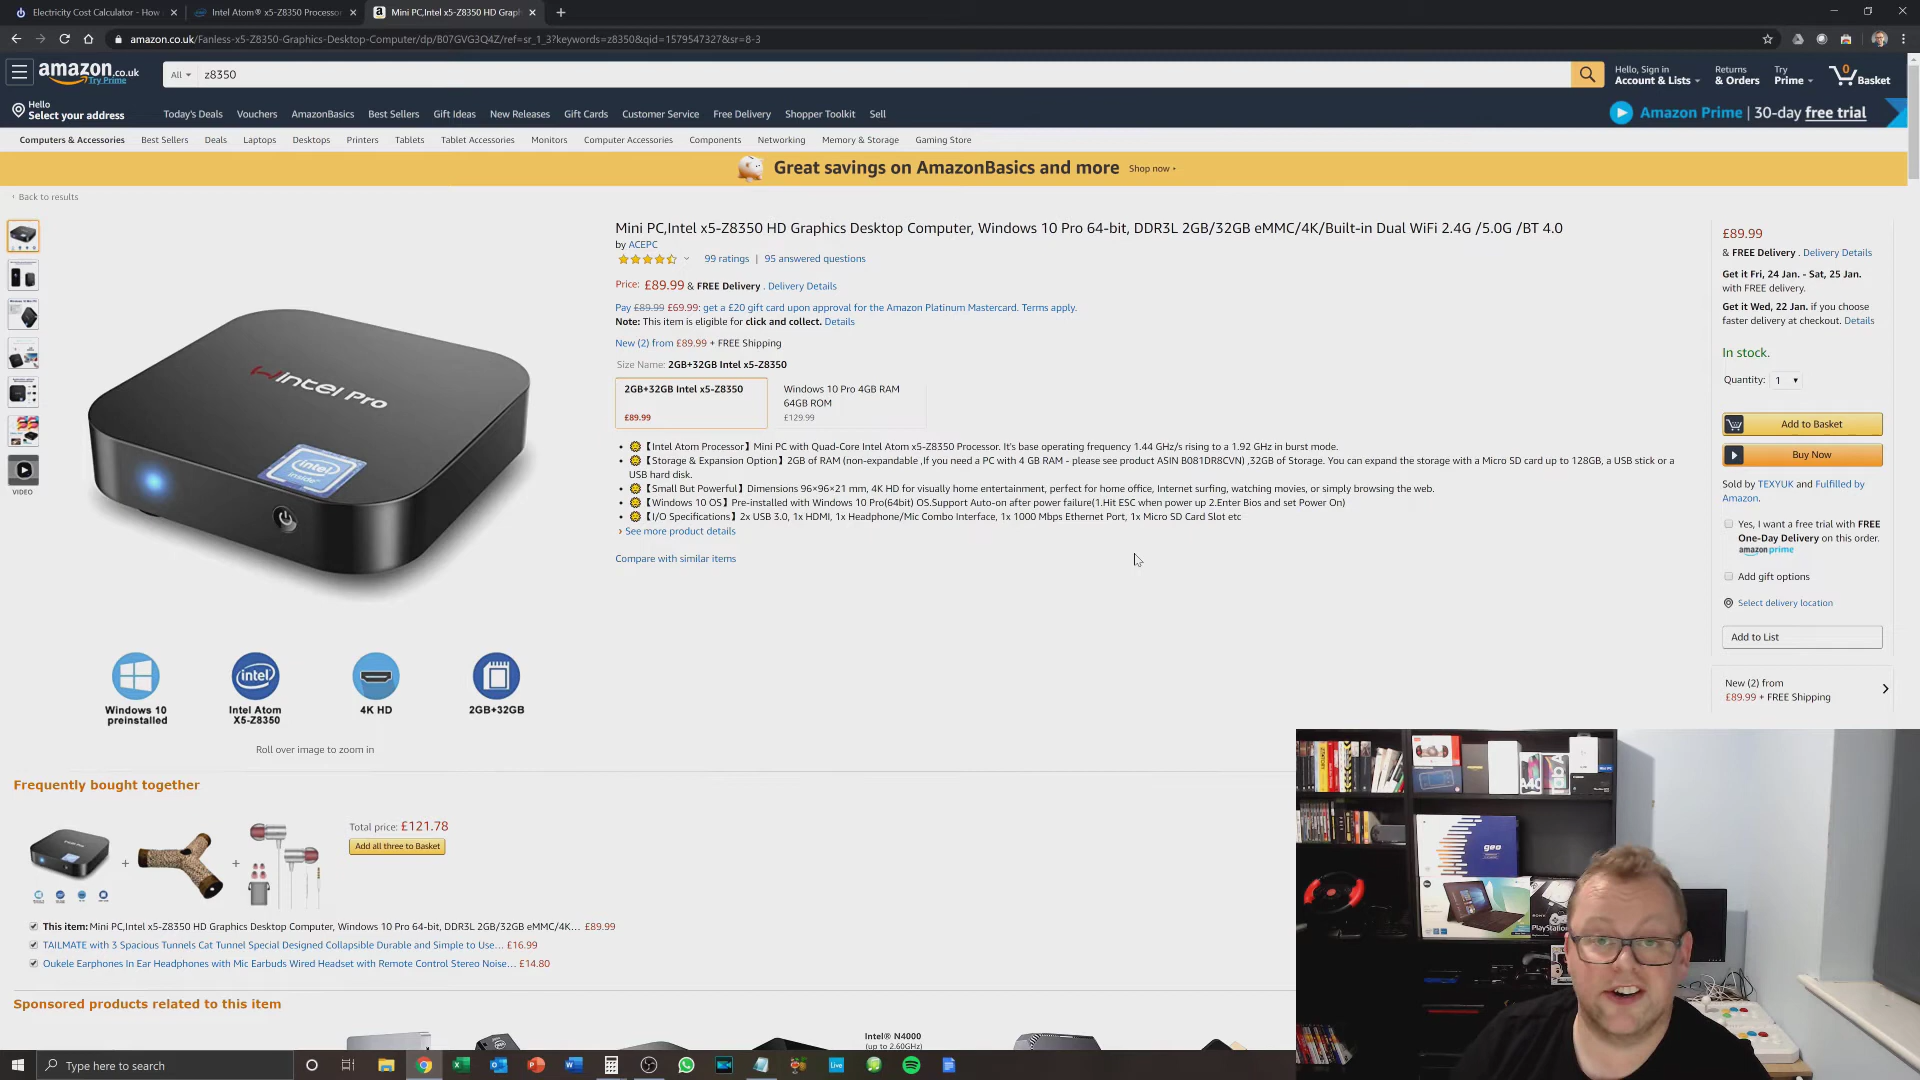 Electricity Cost Calculator - How
Intel Atom® x5-Z8350 Processor
Mini PC,Intel x5-Z8350 HD Graph
amazon.co.uk/Fanless-x5-Z8350-Graphics-Desktop-Computer/dp/B07GVG3Q4Z/ref=sr_1_3?keywords=z8350&qid=1579547327&sr=8-3
amazon.co.uk
Try Prime
All
z8350
Hello, Sign in
Account & Lists
Returns
& Orders
Try
Prime
0
Basket
Hello
Select your address
Today's Deals Vouchers AmazonBasics Best Sellers Gift Ideas New Releases Gift Cards Customer Service Free Delivery Shopper Toolkit Sell
Amazon Prime | 30-day free trial
Computers & Accessories Best Sellers Deals Laptops Desktops Printers Tablets Tablet Accessories Monitors Computer Accessories Components Networking Memory & Storage Gaming Store
Great savings on AmazonBasics and more Shop now ›
‹ Back to results
VIDEO
intel Pro
intel
inside
Windows 10
preinstalled
intel
Intel Atom
X5-Z8350
4K HD
2GB+32GB
Roll over image to zoom in
Mini PC,Intel x5-Z8350 HD Graphics Desktop Computer, Windows 10 Pro 64-bit, DDR3L 2GB/32GB eMMC/4K/Built-in Dual WiFi 2.4G /5.0G /BT 4.0
by ACEPC
99 ratings | 95 answered questions
Price: £89.99 & FREE Delivery . Delivery Details
Pay £89.99 £69.99: get a £20 gift card upon approval for the Amazon Platinum Mastercard. Terms apply.
Note: This item is eligible for click and collect. Details
New (2) from £89.99 + FREE Shipping
Size Name: 2GB+32GB Intel x5-Z8350
2GB+32GB Intel x5-Z8350
£89.99
Windows 10 Pro 4GB RAM
64GB ROM
£129.99
• 【Intel Atom Processor】Mini PC with Quad-Core Intel Atom x5-Z8350 Processor. It's base operating frequency 1.44 GHz/s rising to a 1.92 GHz in burst mode.
• 【Storage & Expansion Option】2GB of RAM (non-expandable ,If you need a PC with 4 GB RAM - please see product ASIN B081DR8CVN) ,32GB of Storage. You can expand the storage with a Micro SD card up to 128GB, a USB stick or a
USB hard disk.
• 【Small But Powerful】Dimensions 96×96×21 mm, 4K HD for visually home entertainment, perfect for home office, Internet surfing, watching movies, or simply browsing the web.
• 【Windows 10 OS】Pre-installed with Windows 10 Pro(64bit) OS.Support Auto-on after power failure(1.Hit ESC when power up 2.Enter Bios and set Power On)
• 【I/O Specifications】2x USB 3.0, 1x HDMI, 1x Headphone/Mic Combo Interface, 1x 1000 Mbps Ethernet Port, 1x Micro SD Card Slot etc
› See more product details
Compare with similar items
£89.99
& FREE Delivery . Delivery Details
Get it Fri, 24 Jan. - Sat, 25 Jan.
with FREE delivery.
Get it Wed, 22 Jan. if you choose
faster delivery at checkout. Details
In stock.
Quantity: 1
Add to Basket
Buy Now
Sold by TEXYUK and Fulfilled by
Amazon.
Yes, I want a free trial with FREE
One-Day Delivery on this order.
amazon prime
Add gift options
Select delivery location
Add to List
New (2) from
£89.99 + FREE Shipping
Frequently bought together
Total price: £121.78
Add all three to Basket
This item: Mini PC,Intel x5-Z8350 HD Graphics Desktop Computer, Windows 10 Pro 64-bit, DDR3L 2GB/32GB eMMC/4K… £89.99
TAILMATE with 3 Spacious Tunnels Cat Tunnel Special Designed Collapsible Durable and Simple to Use… £16.99
Oukele Earphones In Ear Headphones with Mic Earbuds Wired Headset with Remote Control Stereo Noise… £14.80
Sponsored products related to this item
Intel® N4000
(up to 2.60GHz)
geo
SONY
PlayStation
Type here to search
Live